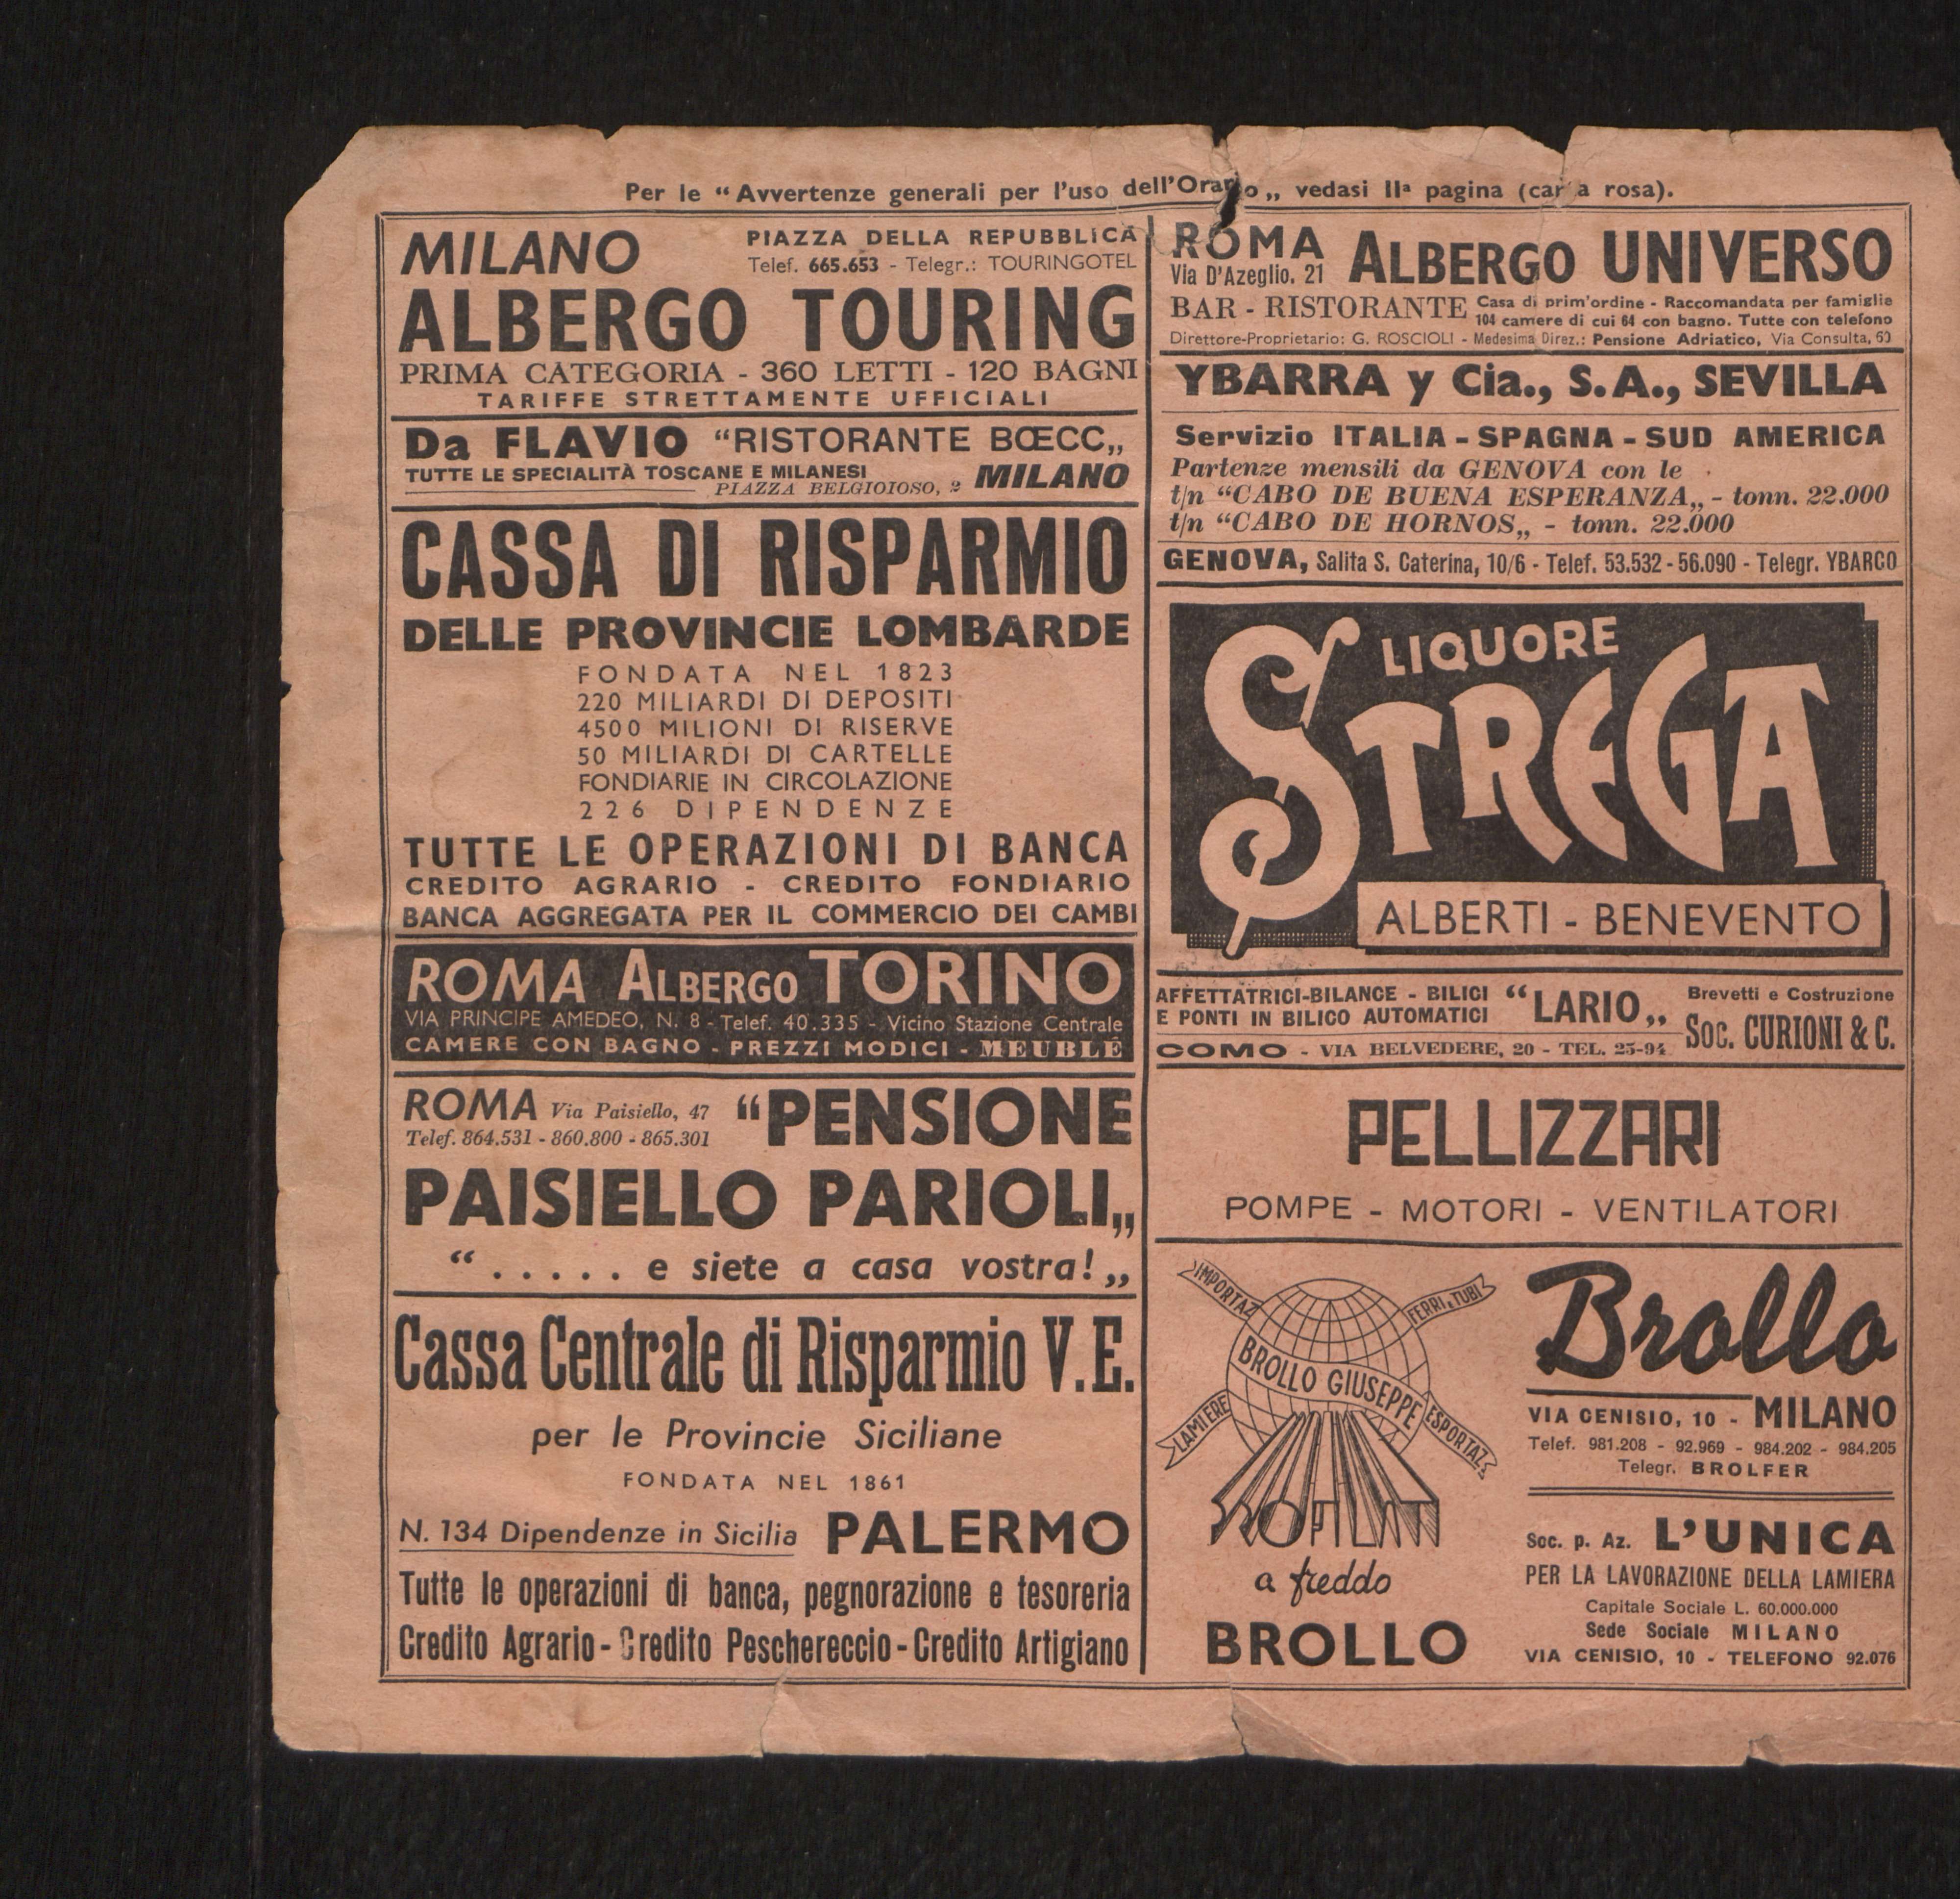 Per le “Avvertenze generali per l'uso dell'Orario„ vedasi IIª pagina (carta rosa).
MILANO
PIAZZA DELLA REPUBBLICA
Telef. 665.653 - Telegr.: TOURINGOTEL
ALBERGO TOURING
PRIMA CATEGORIA - 360 LETTI - 120 BAGNI
TARIFFE STRETTAMENTE UFFICIALI
Da FLAVIO “RISTORANTE BŒCC„
TUTTE LE SPECIALITÀ TOSCANE E MILANESI
PIAZZA BELGIOIOSO, 2 MILANO
CASSA DI RISPARMIO
DELLE PROVINCIE LOMBARDE
FONDATA NEL 1823
220 MILIARDI DI DEPOSITI
4500 MILIONI DI RISERVE
50 MILIARDI DI CARTELLE
FONDIARIE IN CIRCOLAZIONE
226 DIPENDENZE
TUTTE LE OPERAZIONI DI BANCA
CREDITO AGRARIO - CREDITO FONDIARIO
BANCA AGGREGATA PER IL COMMERCIO DEI CAMBI
ROMA ALBERGO TORINO
VIA PRINCIPE AMEDEO, N. 8 - Telef. 40.335 - Vicino Stazione Centrale
CAMERE CON BAGNO - PREZZI MODICI - MEUBLÉ
ROMA Via Paisiello, 47
Telef. 864.531 - 860.800 - 865.301
“PENSIONE
PAISIELLO PARIOLI„
“..... e siete a casa vostra!„
Cassa Centrale di Risparmio V.E.
per le Provincie Siciliane
FONDATA NEL 1861
N. 134 Dipendenze in Sicilia PALERMO
Tutte le operazioni di banca, pegnorazione e tesoreria
Credito Agrario - Credito Peschereccio - Credito Artigiano
ROMA
Via D'Azeglio, 21
ALBERGO UNIVERSO
BAR - RISTORANTE
Casa di prim'ordine - Raccomandata per famiglie
104 camere di cui 64 con bagno. Tutte con telefono
Direttore-Proprietario: G. ROSCIOLI - Medesima Direz.: Pensione Adriatico, Via Consulta, 60
YBARRA y Cia., S.A., SEVILLA
Servizio ITALIA - SPAGNA - SUD AMERICA
Partenze mensili da GENOVA con le
t/n “CABO DE BUENA ESPERANZA„ - tonn. 22.000
t/n “CABO DE HORNOS„ - tonn. 22.000
GENOVA, Salita S. Caterina, 10/6 - Telef. 53.532 - 56.090 - Telegr. YBARCO
LIQUORE
STREGA
ALBERTI - BENEVENTO
AFFETTATRICI-BILANCE - BILICI
E PONTI IN BILICO AUTOMATICI
“LARIO„
Brevetti e Costruzione
Soc. CURIONI & C.
COMO - VIA BELVEDERE, 20 - TEL. 25-94
PELLIZZARI
POMPE - MOTORI - VENTILATORI
IMPORTAZ
FERRI e TUBI
BROLLO GIUSEPPE
LAMIERE
ESPORTAZ
PROFILATI
a freddo
BROLLO
Brollo
VIA CENISIO, 10 - MILANO
Telef. 981.208 - 92.969 - 984.202 - 984.205
Telegr. BROLFER
Soc. p. Az. L'UNICA
PER LA LAVORAZIONE DELLA LAMIERA
Capitale Sociale L. 60.000.000
Sede Sociale MILANO
VIA CENISIO, 10 - TELEFONO 92.076